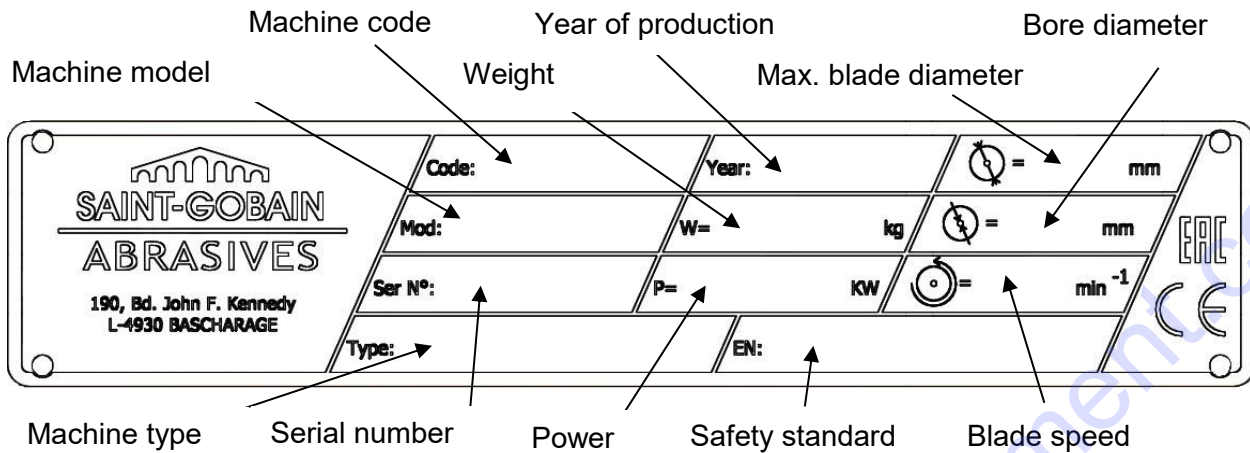 Machine code
Year of production
Bore diameter
Machine model
Weight
Max. blade diameter
SAINT-GOBAIN
ABRASIVES
190, Bd. John F. Kennedy
L-4930 BASCHARAGE
Code:
Year:
= mm
Mod:
W= kg
= mm
Ser Nº:
P= KW
= min -1
Type:
EN:
EAC
CE
Machine type
Serial number
Power
Safety standard
Blade speed